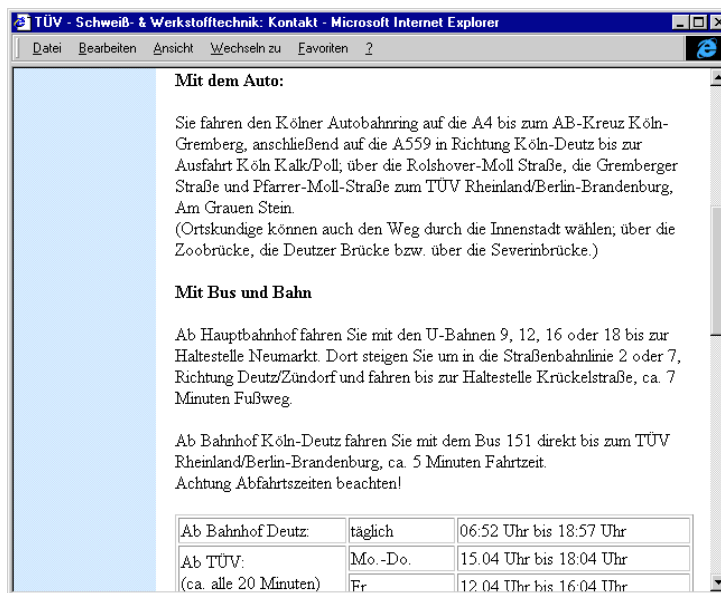 TÜV - Schweiß- & Werkstofftechnik: Kontakt - Microsoft Internet Explorer
Datei Bearbeiten Ansicht Wechseln zu Favoriten ?
Mit dem Auto:
Sie fahren den Kölner Autobahnring auf die A4 bis zum AB-Kreuz Köln-
Gremberg, anschließend auf die A559 in Richtung Köln-Deutz bis zur
Ausfahrt Köln Kalk/Poll; über die Rolshover-Moll Straße, die Gremberger
Straße und Pfarrer-Moll-Straße zum TÜV Rheinland/Berlin-Brandenburg,
Am Grauen Stein.
(Ortskundige können auch den Weg durch die Innenstadt wählen; über die
Zoobrücke, die Deutzer Brücke bzw. über die Severinbrücke.)
Mit Bus und Bahn
Ab Hauptbahnhof fahren Sie mit den U-Bahnen 9, 12, 16 oder 18 bis zur
Haltestelle Neumarkt. Dort steigen Sie um in die Straßenbahnlinie 2 oder 7,
Richtung Deutz/Zündorf und fahren bis zur Haltestelle Krückelstraße, ca. 7
Minuten Fußweg.
Ab Bahnhof Köln-Deutz fahren Sie mit dem Bus 151 direkt bis zum TÜV
Rheinland/Berlin-Brandenburg, ca. 5 Minuten Fahrtzeit.
Achtung Abfahrtszeiten beachten!
Ab Bahnhof Deutz: täglich 06:52 Uhr bis 18:57 Uhr
Ab TÜV: Mo.-Do. 15.04 Uhr bis 18:04 Uhr
(ca. alle 20 Minuten) Fr 12.04 Uhr bis 16:04 Uhr